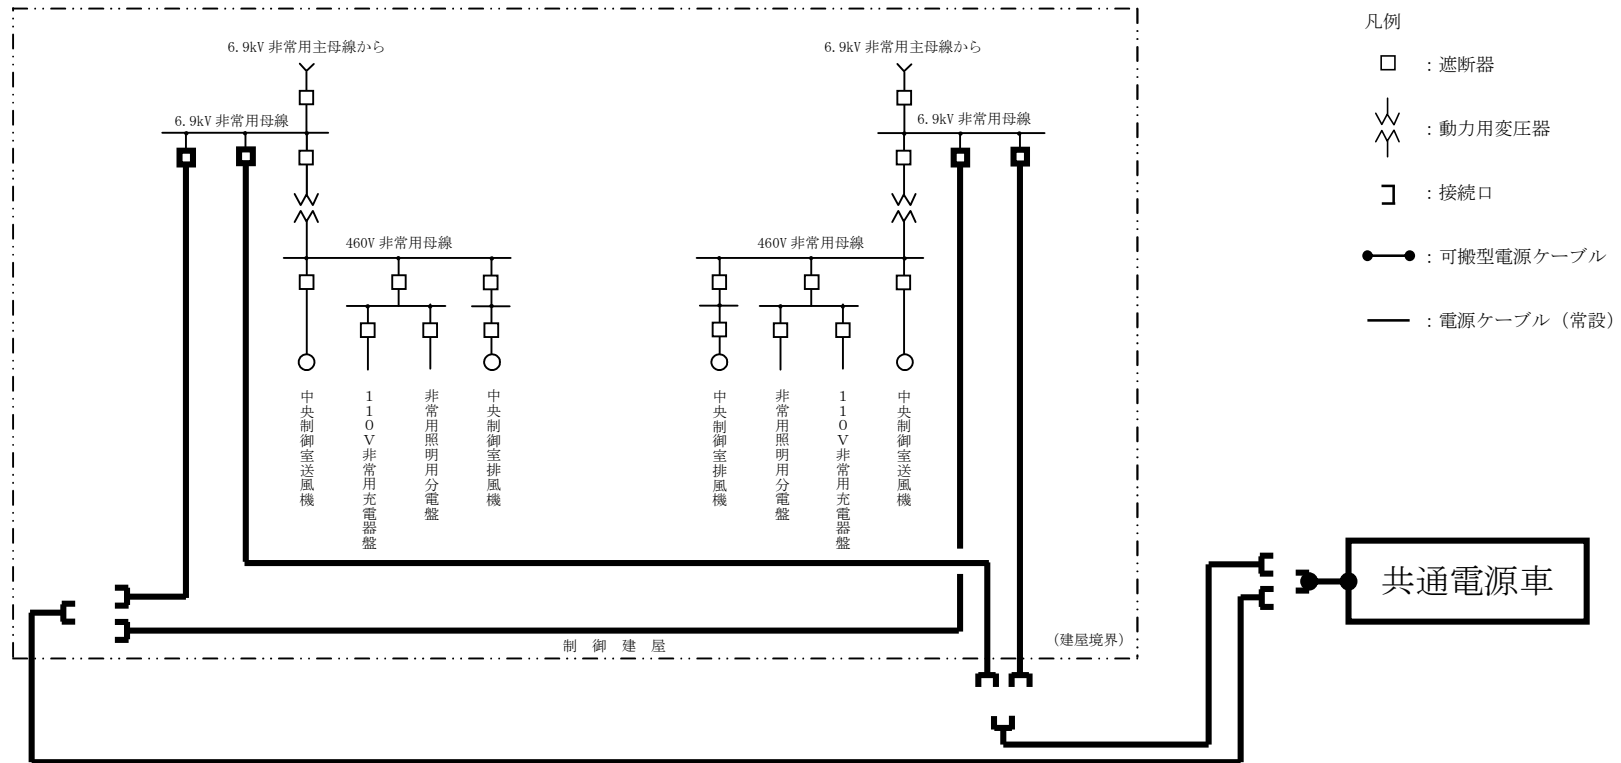 凡例
：遮断器
：動力用変圧器
：接続口
：可搬型電源ケーブル
：電源ケーブル（常設）
6.9kV 非常用主母線から
6.9kV 非常用母線
460V 非常用母線
中央制御室送風機
110V非常用充電器盤
非常用照明用分電盤
中央制御室排風機
6.9kV 非常用主母線から
6.9kV 非常用母線
460V 非常用母線
中央制御室排風機
非常用照明用分電盤
110V非常用充電器盤
中央制御室送風機
共通電源車
制御建屋
（建屋境界）